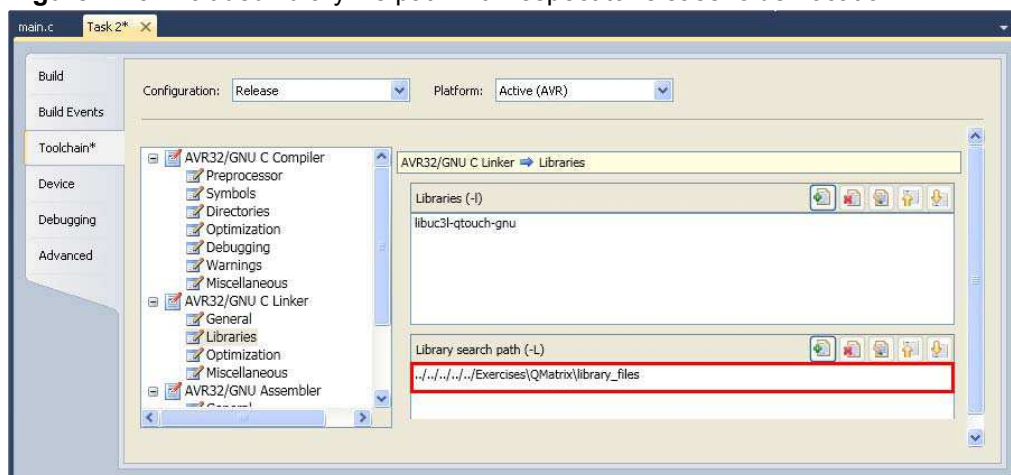 main.c Task 2* X
Build
Build Events
Toolchain*
Device
Debugging
Advanced
Configuration: Release Platform: Active (AVR)
AVR32/GNU C Compiler
Preprocessor
Symbols
Directories
Optimization
Debugging
Warnings
Miscellaneous
AVR32/GNU C Linker
General
Libraries
Optimization
Miscellaneous
AVR32/GNU Assembler
AVR32/GNU C Linker ➡ Libraries
Libraries (-l)
libuc3l-qtouch-gnu
Library search path (-L)
../../../../../Exercises\QMatrix\library_files